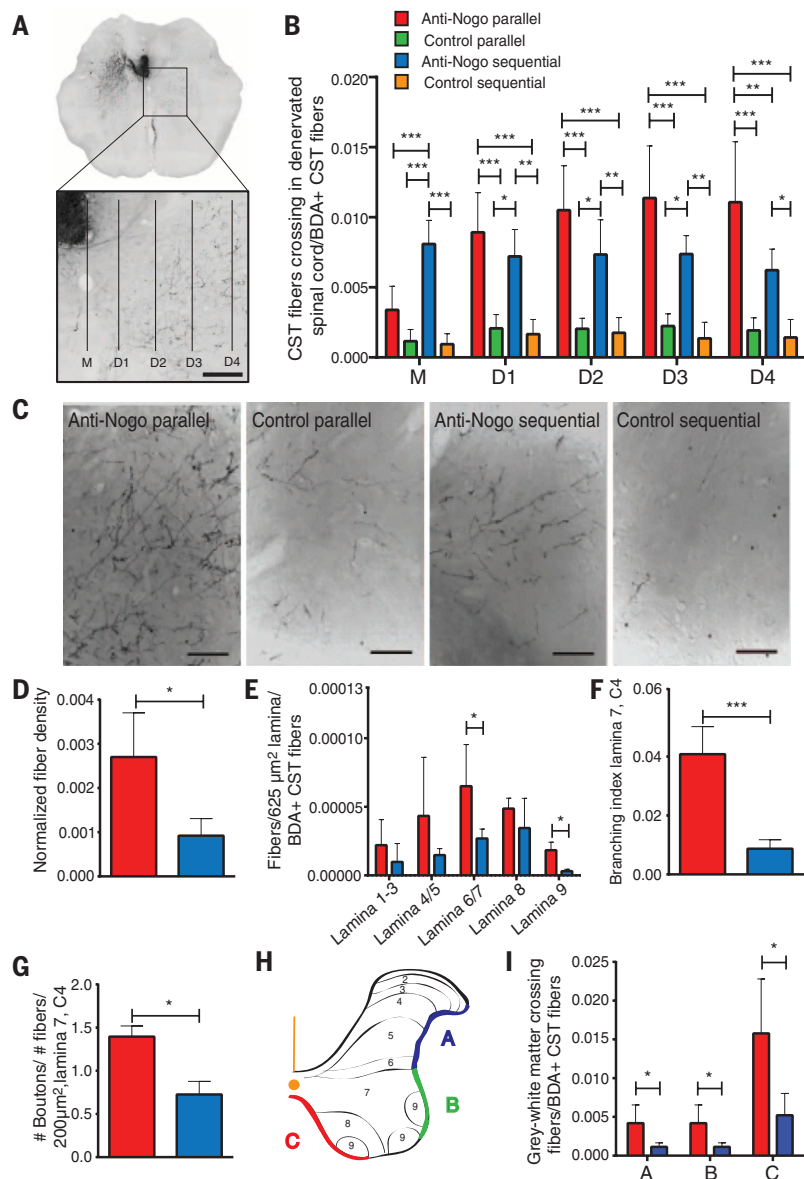 A
M D1 D2 D3 D4
B
Anti-Nogo parallel
Control parallel
Anti-Nogo sequential
Control sequential
CST fibers crossing in denervated
spinal cord/BDA+ CST fibers
0.020
0.015
0.010
0.005
0.000
*** *** *** ***
*** *** * **
*** *** * **
*** *** * **
*** ** *** *
M D1 D2 D3 D4
C
Anti-Nogo parallel
Control parallel
Anti-Nogo sequential
Control sequential
D
Normalized fiber density
0.004
0.003
0.002
0.001
0.000
*
E
Fibers/625 µm² lamina/
BDA+ CST fibers
0.00013
0.00010
0.00005
0.00000
*
*
Lamina 1-3
Lamina 4/5
Lamina 6/7
Lamina 8
Lamina 9
F
Branching index lamina 7, C4
0.06
0.04
0.02
0.00
***
G
# Boutons/ # fibers/
200µm²,lamina 7, C4
2.0
1.5
1.0
0.5
0.0
*
H
2
3
4
5
6
7
8
9
9
9
A
B
C
I
Grey-white matter crossing
fibers/BDA+ CST fibers
0.025
0.020
0.015
0.010
0.005
0.000
*
*
*
A B C